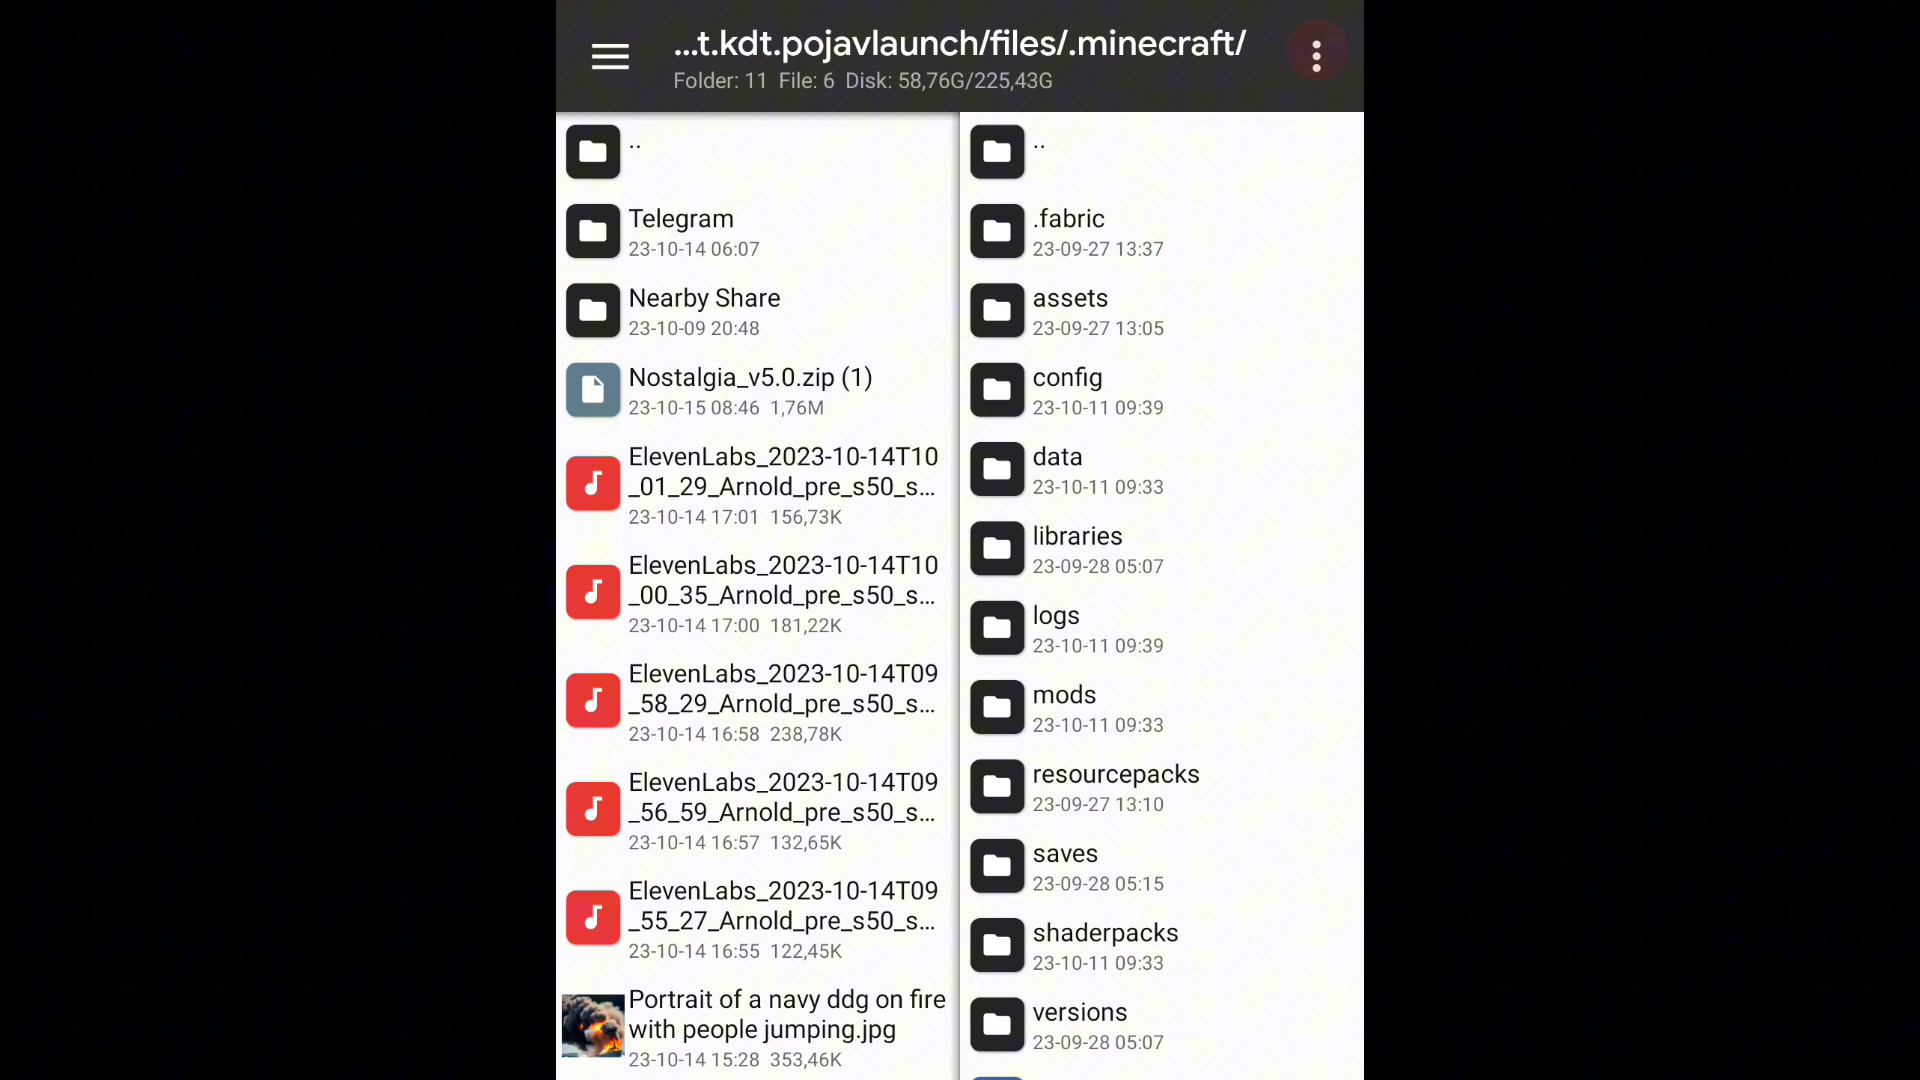 ...t.kdt.pojavlaunch/files/.minecraft/
Folder: 11 File: 6 Disk: 58,76G/225,43G
..
Telegram
23-10-14 06:07
Nearby Share
23-10-09 20:48
Nostalgia_v5.0.zip (1)
23-10-15 08:46 1,76M
ElevenLabs_2023-10-14T10
_01_29_Arnold_pre_s50_s...
23-10-14 17:01 156,73K
ElevenLabs_2023-10-14T10
_00_35_Arnold_pre_s50_s...
23-10-14 17:00 181,22K
ElevenLabs_2023-10-14T09
_58_29_Arnold_pre_s50_s...
23-10-14 16:58 238,78K
ElevenLabs_2023-10-14T09
_56_59_Arnold_pre_s50_s...
23-10-14 16:57 132,65K
ElevenLabs_2023-10-14T09
_55_27_Arnold_pre_s50_s...
23-10-14 16:55 122,45K
Portrait of a navy ddg on fire
with people jumping.jpg
23-10-14 15:28 353,46K
..
.fabric
23-09-27 13:37
assets
23-09-27 13:05
config
23-10-11 09:39
data
23-10-11 09:33
libraries
23-09-28 05:07
logs
23-10-11 09:39
mods
23-10-11 09:33
resourcepacks
23-09-27 13:10
saves
23-09-28 05:15
shaderpacks
23-10-11 09:33
versions
23-09-28 05:07